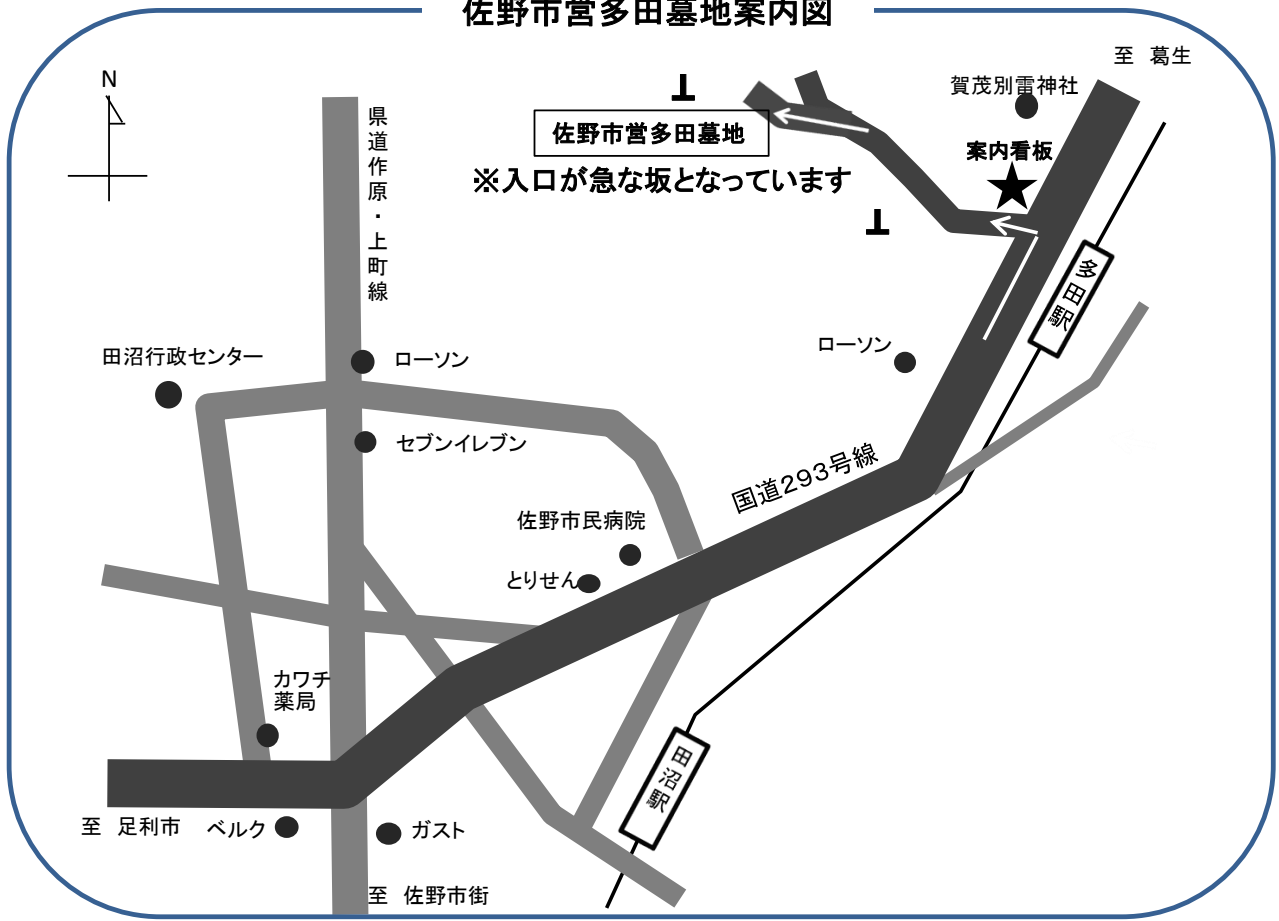 佐野市営多田墓地案内図
至 葛生
N
賀茂別雷神社
県道作原・上町線
佐野市営多田墓地
案内看板
※入口が急な坂となっています
多田駅
田沼行政センター
ローソン
ローソン
セブンイレブン
国道293号線
佐野市民病院
とりせん
カワチ
薬局
田沼駅
至 足利市
ベルク
ガスト
至 佐野市街